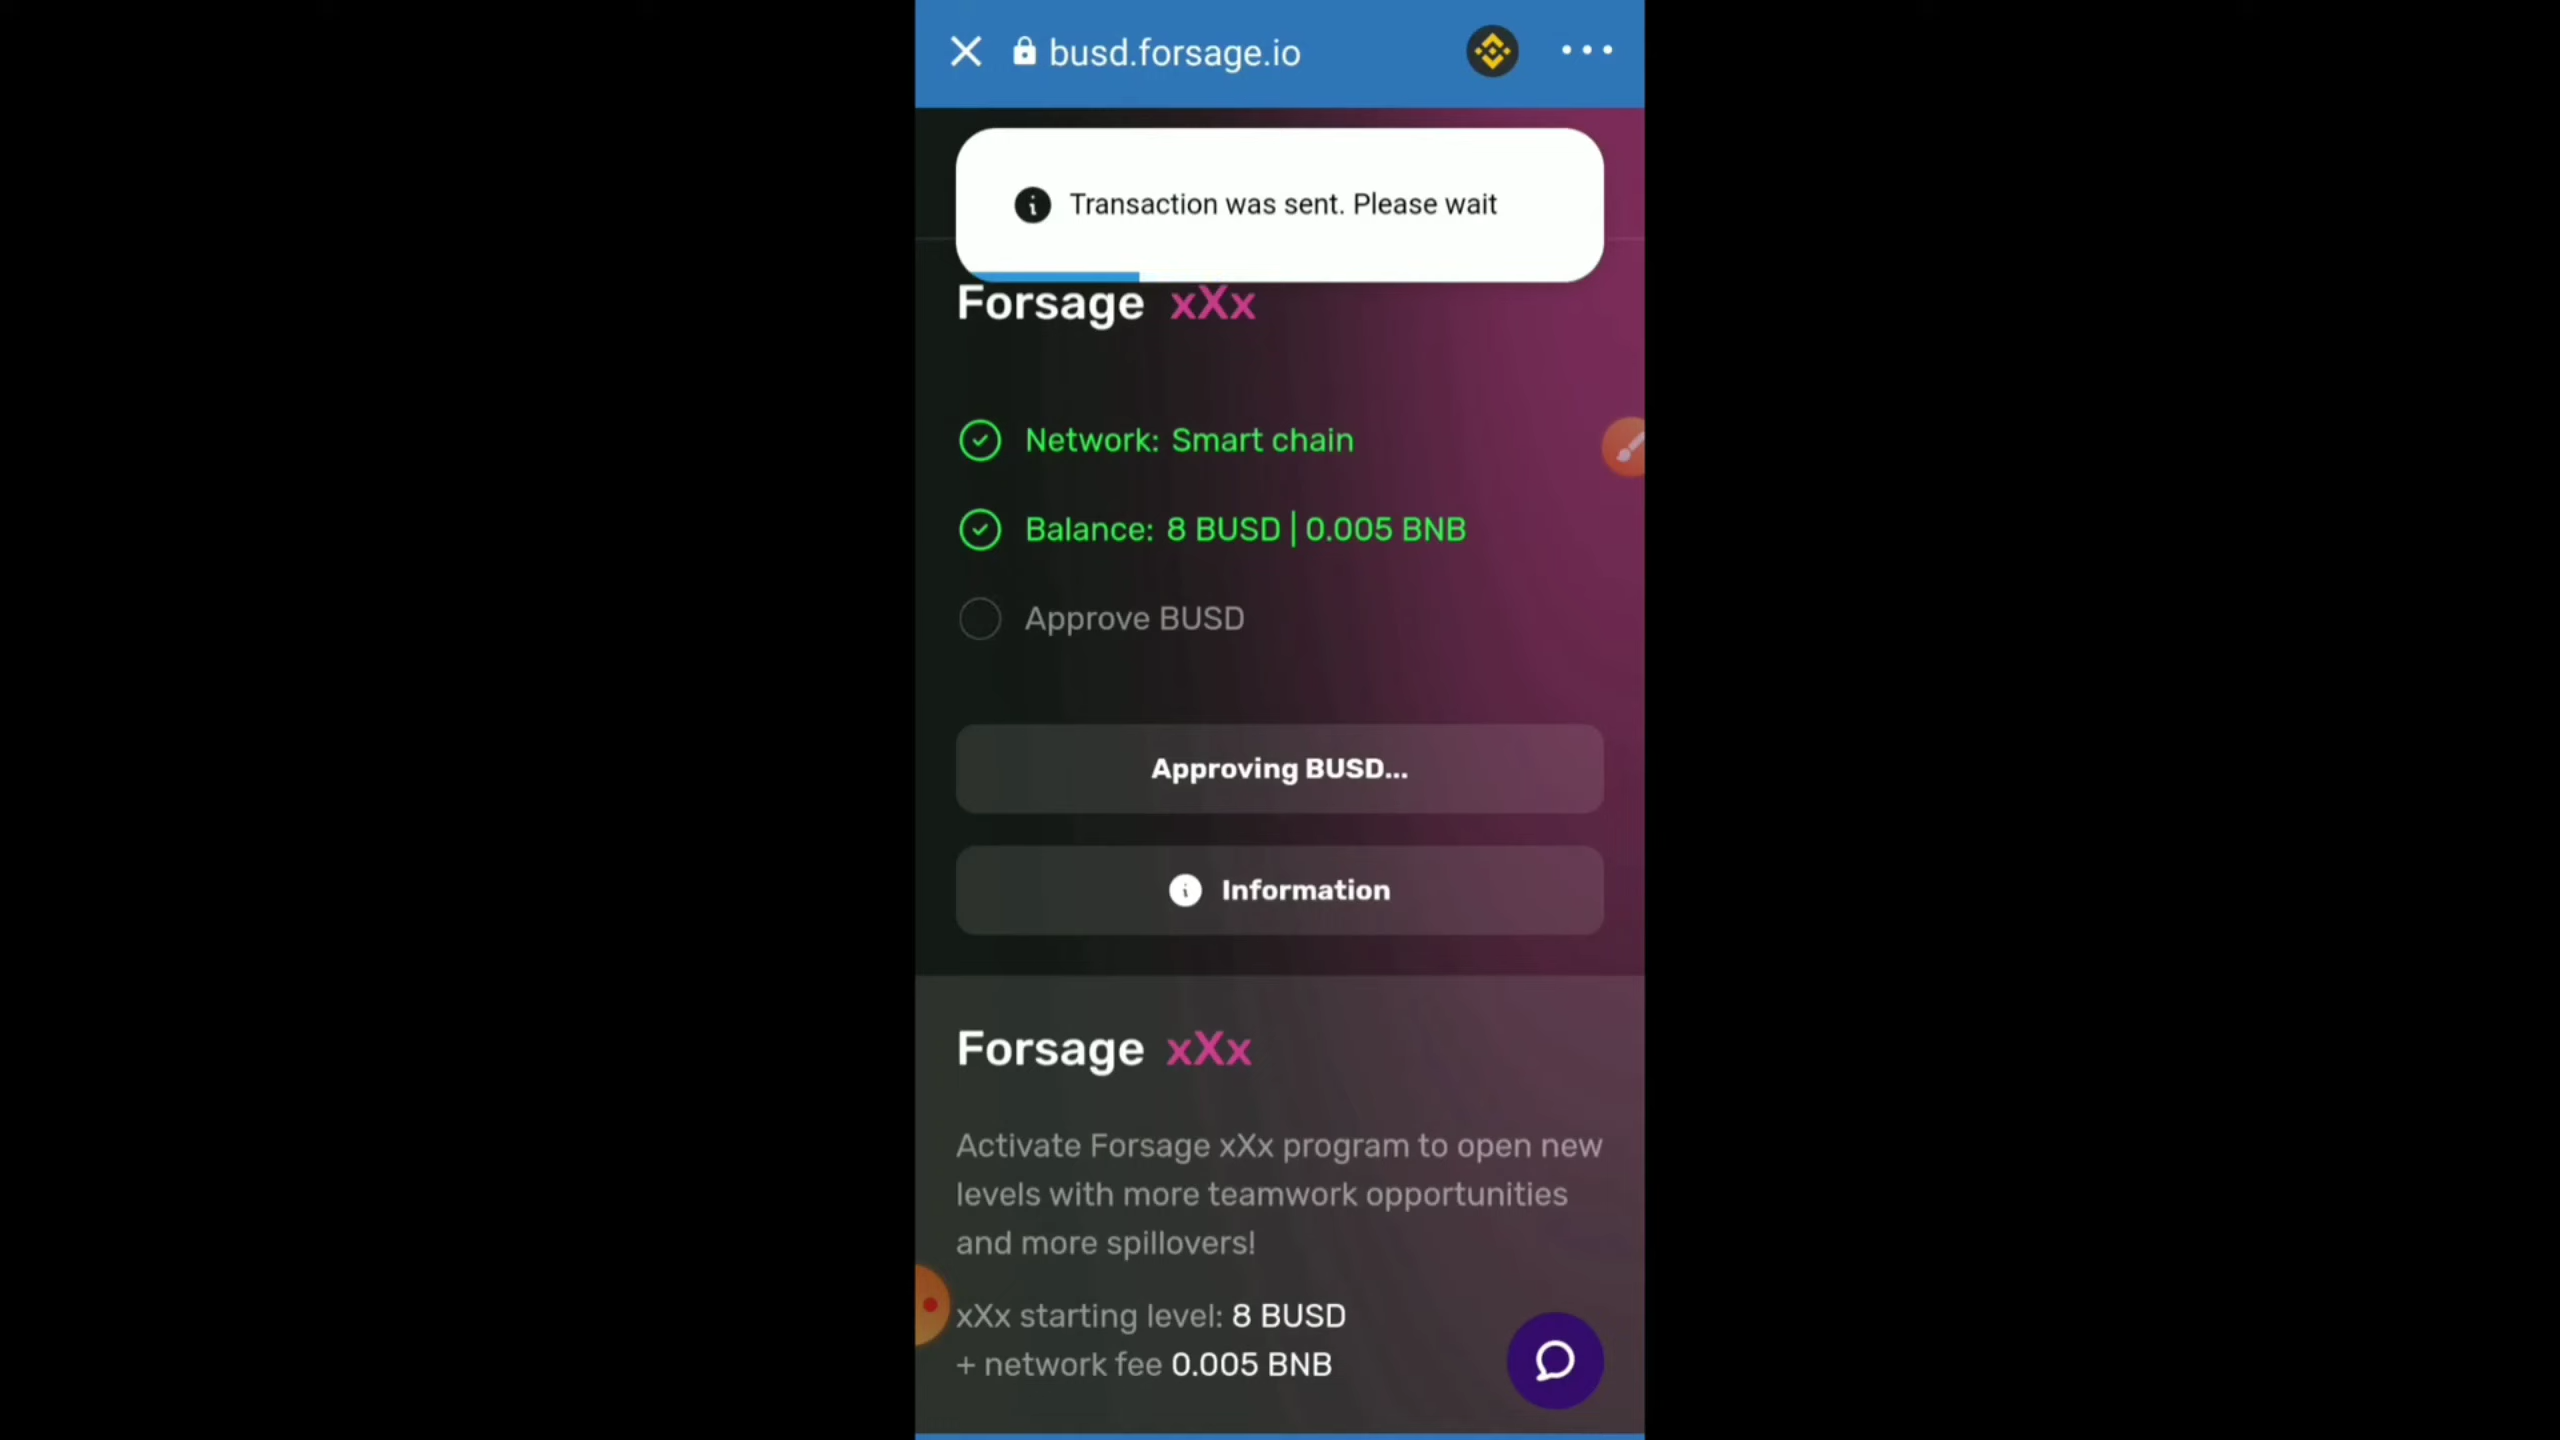 busd.forsage.io
Transaction was sent. Please wait
Forsage xXx
Network: Smart chain
Balance: 8 BUSD | 0.005 BNB
Approve BUSD
Approving BUSD...
Information
Forsage xXx
Activate Forsage xXx program to open new
levels with more teamwork opportunities
and more spillovers!
xXx starting level: 8 BUSD
+ network fee 0.005 BNB